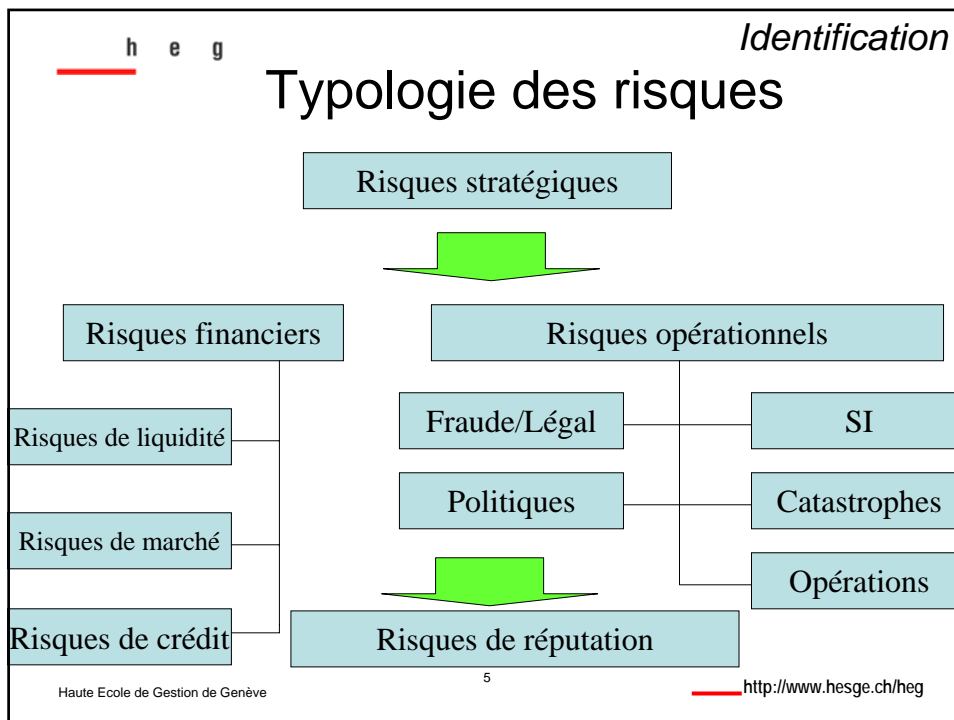 Identification
h e g
Typologie des risques
Risques stratégiques
Risques financiers
Risques opérationnels
Risques de liquidité
Fraude/Légal
SI
Risques de marché
Politiques
Catastrophes
Opérations
Risques de crédit
Risques de réputation
5
Haute Ecole de Gestion de Genève
http://www.hesge.ch/heg